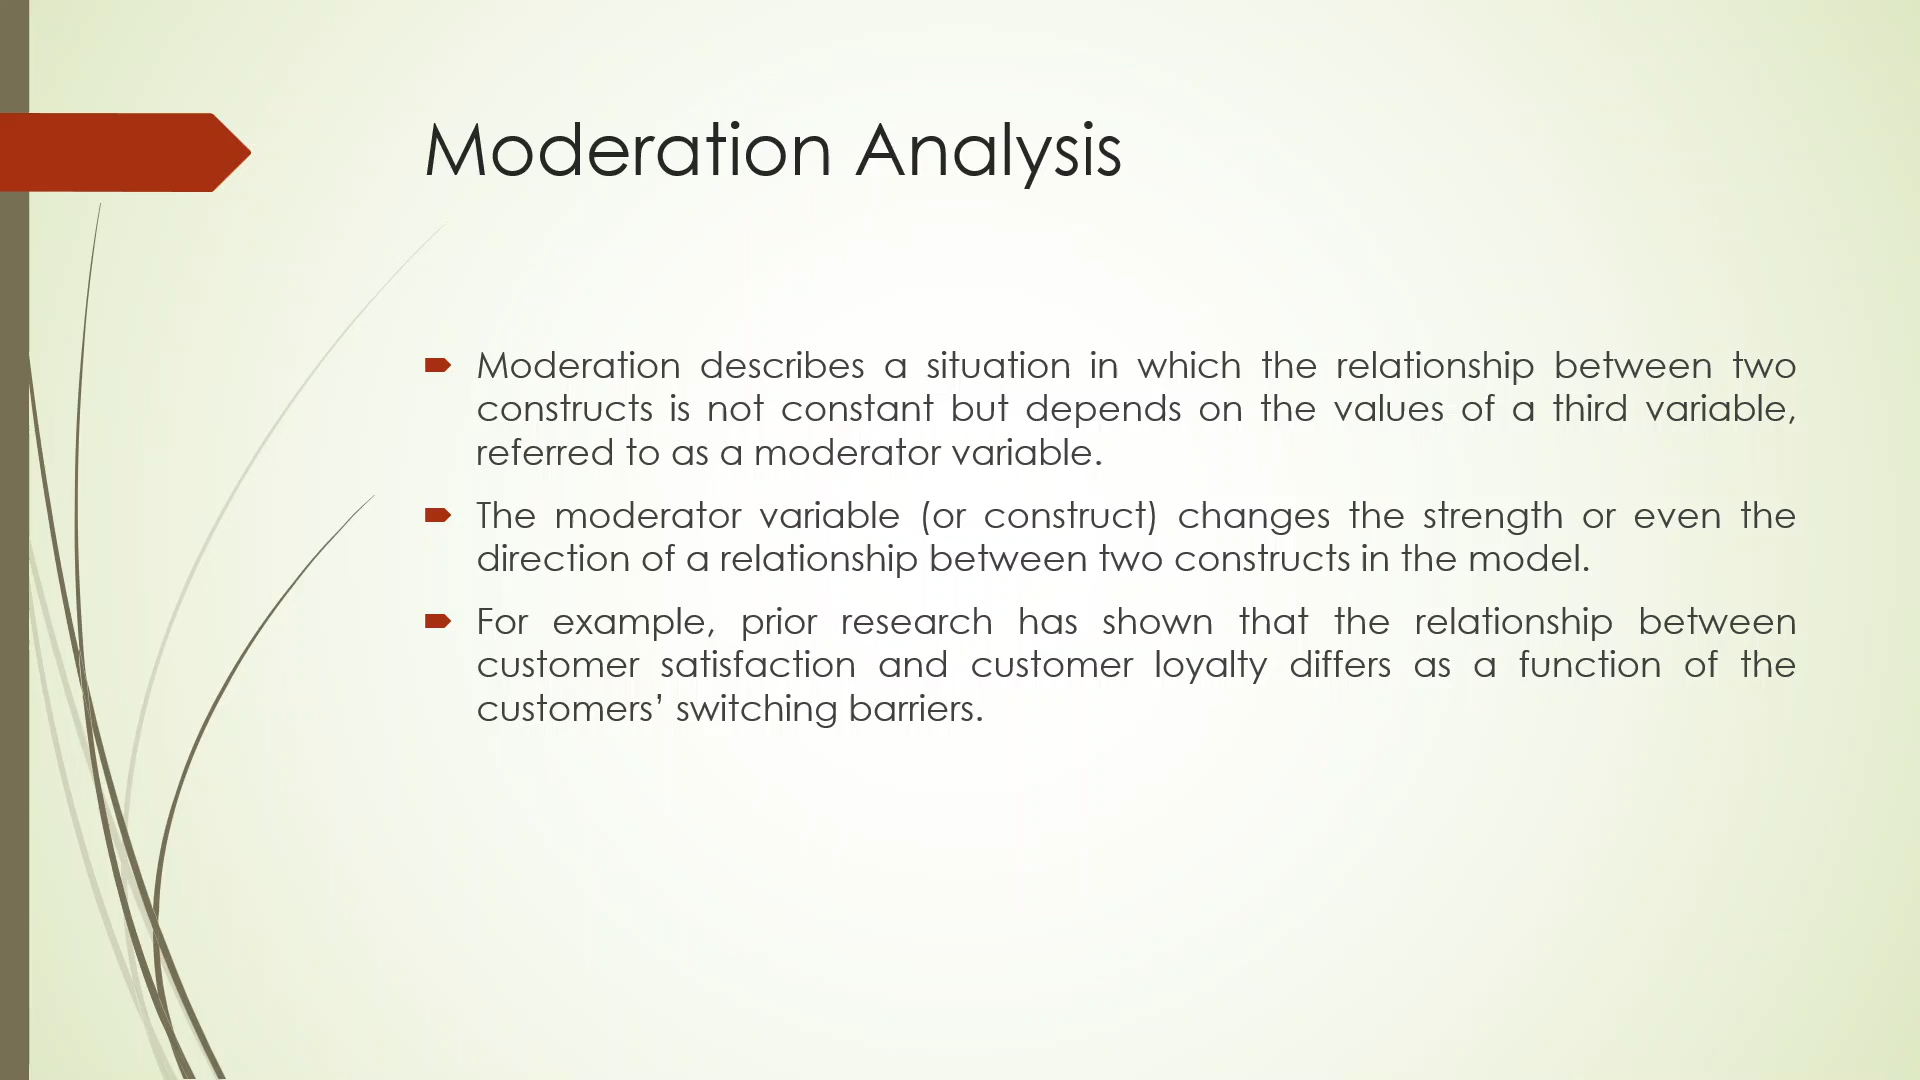 Moderation Analysis
Moderation describes a situation in which the relationship between two
constructs is not constant but depends on the values of a third variable,
referred to as a moderator variable.
The moderator variable (or construct) changes the strength or even the
direction of a relationship between two constructs in the model.
For example, prior research has shown that the relationship between
customer satisfaction and customer loyalty differs as a function of the
customers’ switching barriers.